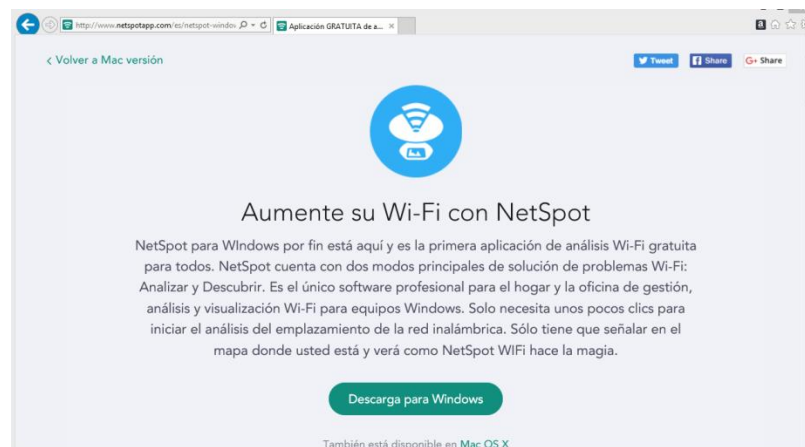 http://www.netspotapp.com/es/netspot-windov
Aplicación GRATUITA de a...
< Volver a Mac versión
Tweet
Share
G+ Share
Aumente su Wi-Fi con NetSpot
NetSpot para WIndows por fin está aquí y es la primera aplicación de análisis Wi-Fi gratuita
para todos. NetSpot cuenta con dos modos principales de solución de problemas Wi-Fi:
Analizar y Descubrir. Es el único software profesional para el hogar y la oficina de gestión,
análisis y visualización Wi-Fi para equipos Windows. Solo necesita unos pocos clics para
iniciar el análisis del emplazamiento de la red inalámbrica. Sólo tiene que señalar en el
mapa donde usted está y verá como NetSpot WIFi hace la magia.
Descarga para Windows
También está disponible en Mac OS X